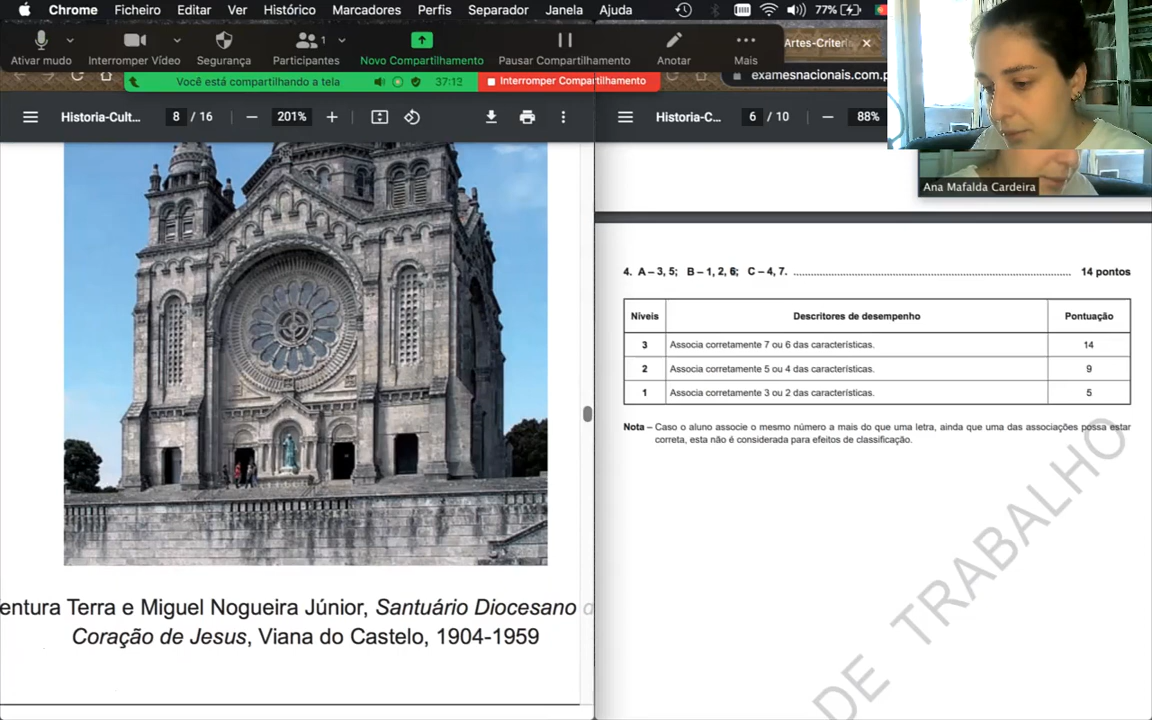 Chrome Ficheiro Editar Ver Histórico Marcadores Perfis Separador Janela Ajuda 77%
Ativar mudo Interromper Vídeo Segurança Participantes 1 Novo Compartilhamento Pausar Compartilhamento Anotar Mais
Artes-Criteri
Você está compartilhando a tela 37:13 Interromper Compartilhamento
examesnacionais.com.p
Historia-Cult... 8 / 16 201%
Historia-C... 6 / 10 88%
Ana Mafalda Cardeira
4. A – 3, 5; B – 1, 2, 6; C – 4, 7. 14 pontos
Níveis Descritores de desempenho Pontuação
3 Associa corretamente 7 ou 6 das características. 14
2 Associa corretamente 5 ou 4 das características. 9
1 Associa corretamente 3 ou 2 das características. 5
Nota – Caso o aluno associe o mesmo número a mais do que uma letra, ainda que uma das associações possa estar
correta, esta não é considerada para efeitos de classificação.
DE TRABALHO
entura Terra e Miguel Nogueira Júnior, Santuário Diocesano
Coração de Jesus, Viana do Castelo, 1904-1959